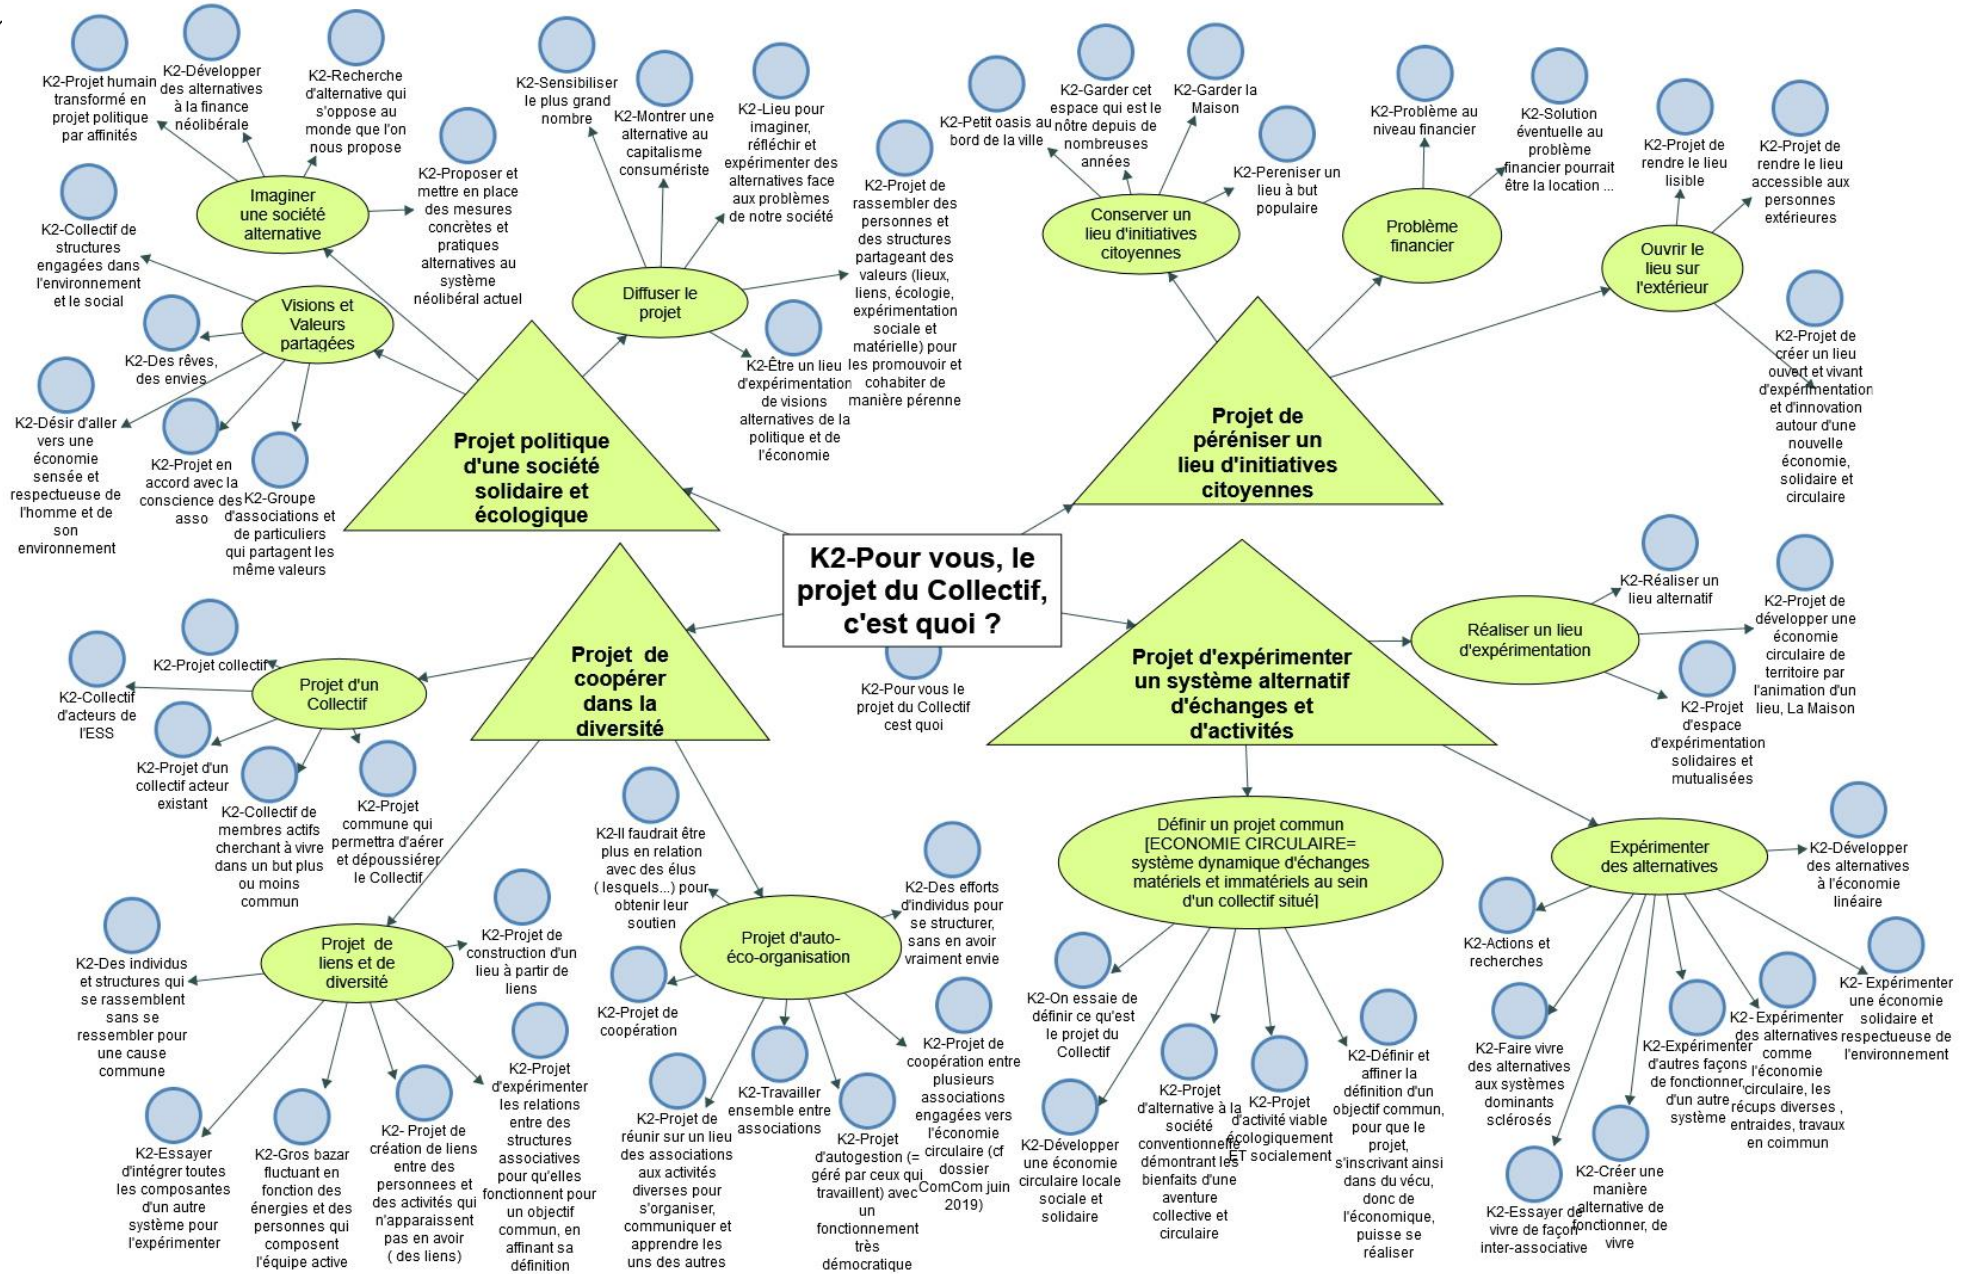 K2-Projet humain
transformé en
projet politique
par affinités
K2-Développer
des alternatives
à la finance
néolibérale
K2-Recherche
d'alternative qui
s'oppose au
monde que l'on
nous propose
K2-Proposer et
mettre en place
des mesures
concrètes et
pratiques
alternatives au
système
néolibéral actuel
Imaginer
une société
alternative
K2-Collectif de
structures
engagées dans
l'environnement
et le social
K2-Des rêves,
des envies,
K2-Désir d'aller
vers une
économie
sensée et
respectueuse de
l'homme et de
son
environnement
K2-Projet en
accord avec la
conscience des
asso
K2-Groupe
d'associations et
de particuliers
qui partagent les
même valeurs
Visions et
Valeurs
partagées
K2-Sensibiliser
le plus grand
nombre
K2-Montrer une
alternative au
capitalisme
consumériste
K2-Lieu pour
imaginer,
réfléchir et
expérimenter des
alternatives face
aux problèmes
de notre société
K2-Projet de
rassembler des
personnes et
des structures
partageant des
valeurs (lieux,
liens, écologie,
expérimentation
sociale et
matérielle) pour
les promouvoir et
cohabiter de
manière pérenne
K2-Être un lieu
d'expérimentation
de visions
alternatives de la
politique et de
l'économie
Diffuser le
projet
Projet politique
d'une société
solidaire et
écologique
K2-Petit oasis au
bord de la ville
K2-Garder cet
espace qui est le
nôtre depuis de
nombreuses
années
K2-Garder la
Maison
K2-Pereniser un
lieu à but
populaire
Conserver un
lieu d'initiatives
citoyennes
K2-Problème au
niveau financier
K2-Solution
éventuelle au
problème
financier pourrait
être la location ...
Problème
financier
K2-Projet de
rendre le lieu
lisible
K2-Projet de
rendre le lieu
accessible aux
personnes
extérieures
K2-Projet de
créer un lieu
ouvert et vivant
d'expérimentation
et d'innovation
autour d'une
nouvelle
économie,
solidaire et
circulaire
Ouvrir le
lieu sur
l'extérieur
Projet de
péréniser un
lieu d'initiatives
citoyennes
K2-Pour vous, le
projet du Collectif,
c'est quoi ?
K2-Pour vous le
projet du Collectif
cest quoi
Projet de
coopérer
dans la
diversité
K2-Projet collectif
K2-Collectif
d'acteurs de
l'ESS
K2-Projet d'un
collectif acteur
existant
K2-Collectif de
membres actifs
cherchant à vivre
dans un but plus
ou moins
commun
K2-Projet
commune qui
permettra d'aérer
et dépoussiérer
le Collectif
Projet d'un
Collectif
K2-Des individus
et structures qui
se rassemblent
sans se
ressembler pour
une cause
commune
K2-Projet de
construction d'un
lieu à partir de
liens
Projet de
liens et de
diversité
K2-Essayer
d'intégrer toutes
les composantes
d'un autre
système pour
l'expérimenter
K2-Gros bazar
fluctuant en
fonction des
énergies et des
personnes qui
composent
l'équipe active
K2- Projet de
création de liens
entre des
personnees et
des activités qui
n'apparaissent
pas en avoir
( des liens)
K2-Projet
d'expérimenter
les relations
entre des
structures
associatives
pour qu'elles
fonctionnent pour
un objectif
commun, en
affinant sa
définition
K2-Il faudrait être
plus en relation
avec des élus
( lesquels...) pour
obtenir leur
soutien
K2-Des efforts
d'individus pour
se structurer,
sans en avoir
vraiment envie
Projet d'auto-
éco-organisation
K2-Projet de
coopération
K2-Projet de
réunir sur un lieu
des associations
aux activités
diverses pour
s'organiser,
communiquer et
apprendre les
uns des autres
K2-Travailler
ensemble entre
associations
K2-Projet
d'autogestion (=
géré par ceux qui
travaillent) avec
un
fonctionnement
très
démocratique
K2-Projet de
coopération entre
plusieurs
associations
engagées vers
l'économie
circulaire (cf
dossier
ComCom juin
2019)
Projet d'expérimenter
un système alternatif
d'échanges et
d'activités
K2-Réaliser un
lieu alternatif
K2-Projet de
développer une
économie
circulaire de
territoire par
l'animation d'un
lieu, La Maison
K2-Projet
d'espace
d'expérimentation
solidaires et
mutualisées
Réaliser un lieu
d'expérimentation
Définir un projet commun
[ECONOMIE CIRCULAIRE=
système dynamique d'échanges
matériels et immatériels au sein
d'un collectif situé]
K2-On essaie de
définir ce qu'est
le projet du
Collectif
K2-Développer
une économie
circulaire locale
sociale et
solidaire
K2-Projet
d'alternative à la
société
conventionnelle
démontrant les
bienfaits d'une
aventure
collective et
circulaire
K2-Projet
d'activité viable
écologiquement
ET socialement
K2-Définir et
affiner la
définition d'un
objectif commun,
pour que le
projet,
s'inscrivant ainsi
dans du vécu,
donc de
l'économique,
puisse se
réaliser
Expérimenter
des alternatives
K2-Développer
des alternatives
à l'économie
linéaire
K2-Actions et
recherches
K2-Faire vivre
des alternatives
aux systèmes
dominants
sclérosés
K2-Essayer de
vivre de façon
inter-associative
K2-Créer une
manière
alternative de
fonctionner, de
vivre
K2-Expérimenter
d'autres façons
de fonctionner,
d'un autre
système
K2- Expérimenter
des alternatives
comme
l'économie
circulaire, les
récups diverses ,
entraides, travaux
en coimmun
K2- Expérimenter
une économie
solidaire et
respectueuse de
l'environnement